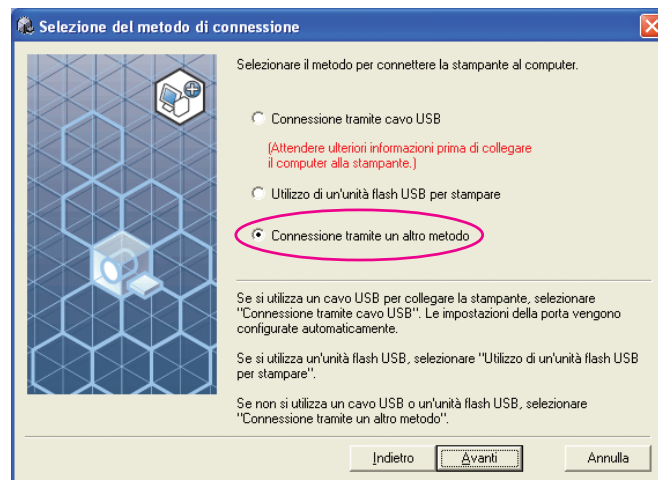 Selezione del metodo di connessione
Selezionare il metodo per connettere la stampante al computer.
Connessione tramite cavo USB
(Attendere ulteriori informazioni prima di collegare
il computer alla stampante.)
Utilizzo di un'unità flash USB per stampare
Connessione tramite un altro metodo
Se si utilizza un cavo USB per collegare la stampante, selezionare
"Connessione tramite cavo USB". Le impostazioni della porta vengono
configurate automaticamente.
Se si utilizza un'unità flash USB, selezionare "Utilizzo di un'unità flash USB
per stampare".
Se non si utilizza un cavo USB o un'unità flash USB, selezionare
"Connessione tramite un altro metodo".
Indietro Avanti Annulla